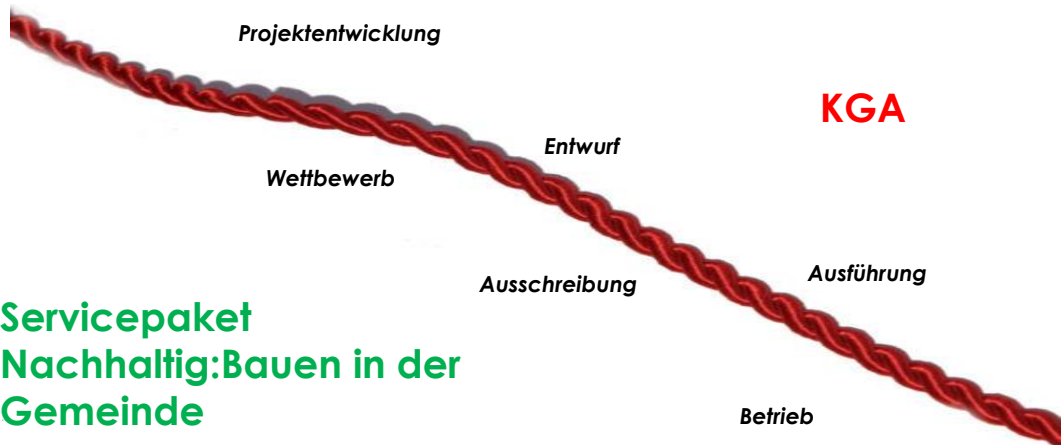 Projektentwicklung
KGA
Entwurf
Wettbewerb
Ausführung
Ausschreibung
Servicepaket
Nachhaltig:Bauen in der
Gemeinde
Betrieb